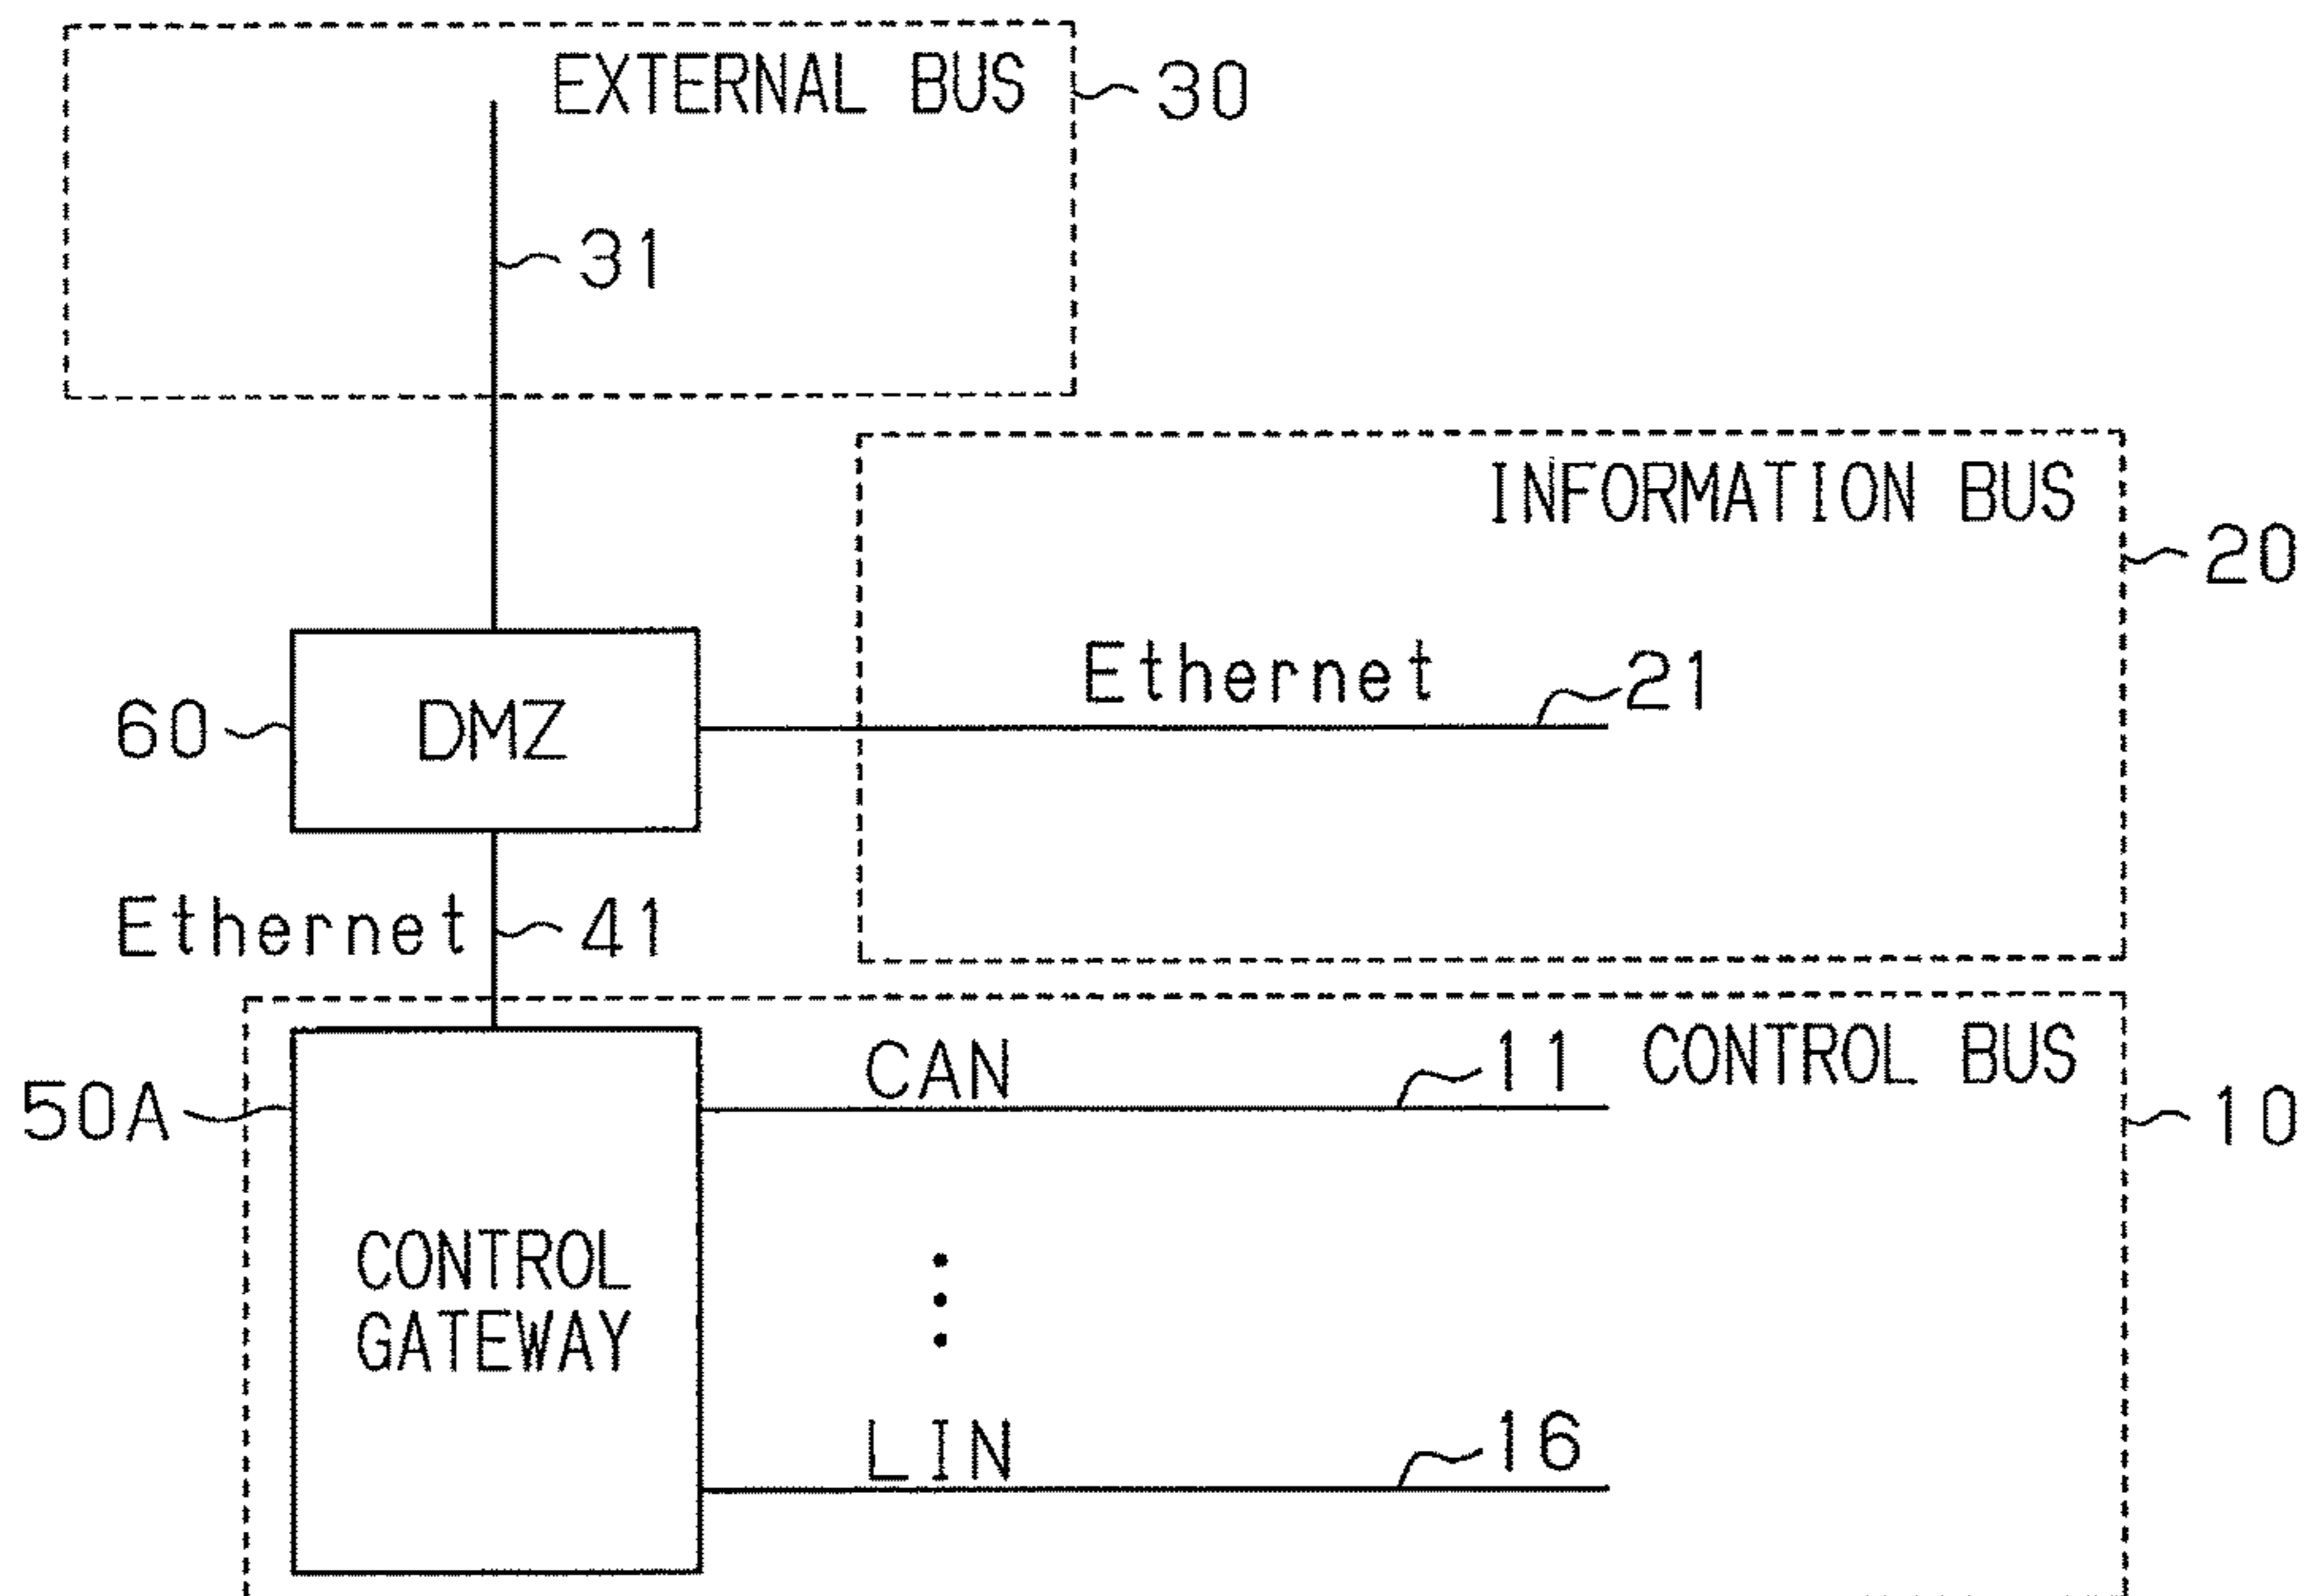 EXTERNAL BUS
30
31
INFORMATION BUS
20
Ethernet
21
60
DMZ
Ethernet
41
CONTROL BUS
10
50A
CONTROL
GATEWAY
CAN
11
LIN
16